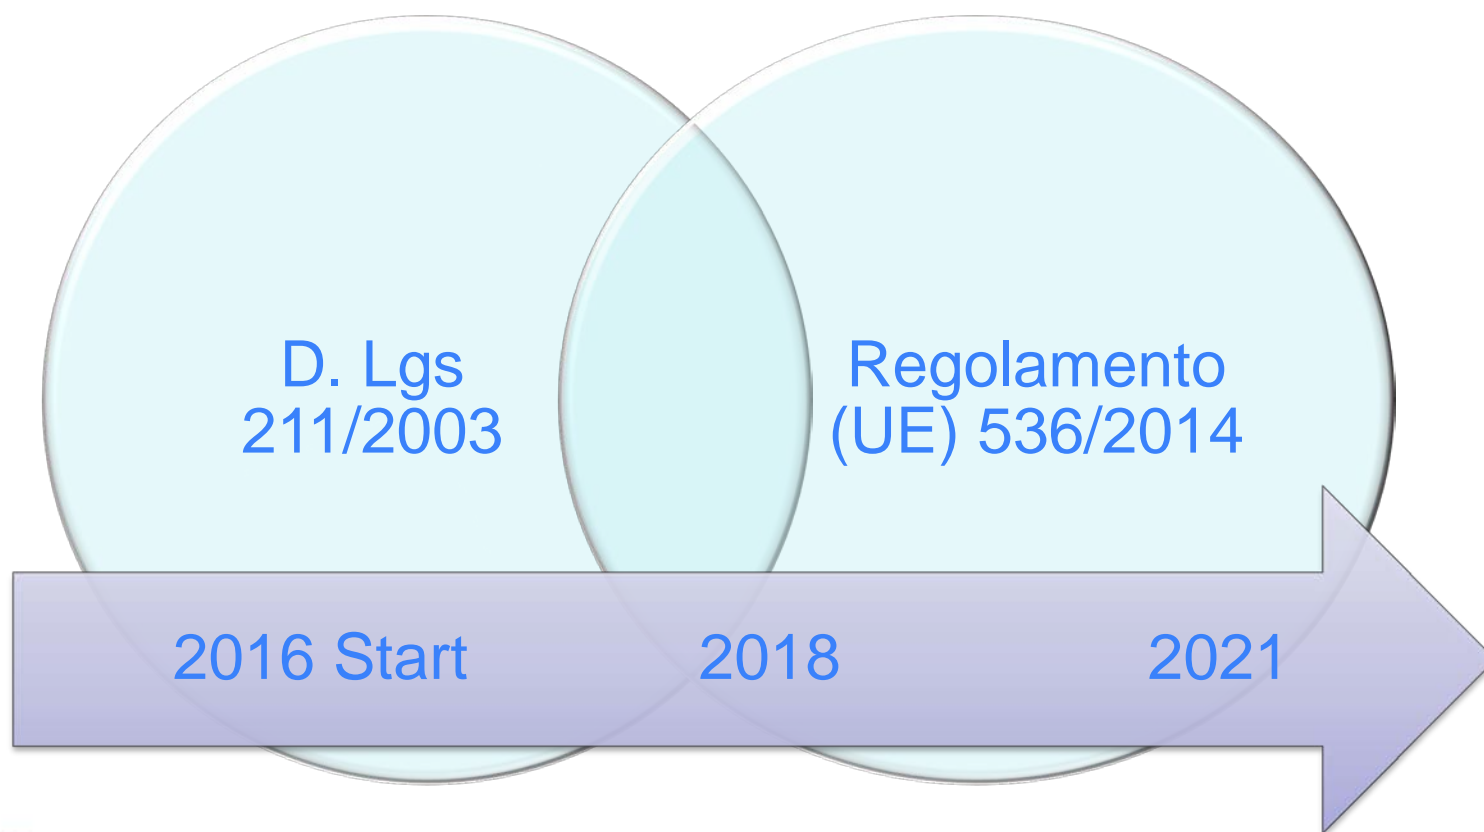 D. Lgs
211/2003
Regolamento
(UE) 536/2014
2016 Start
2018
2021